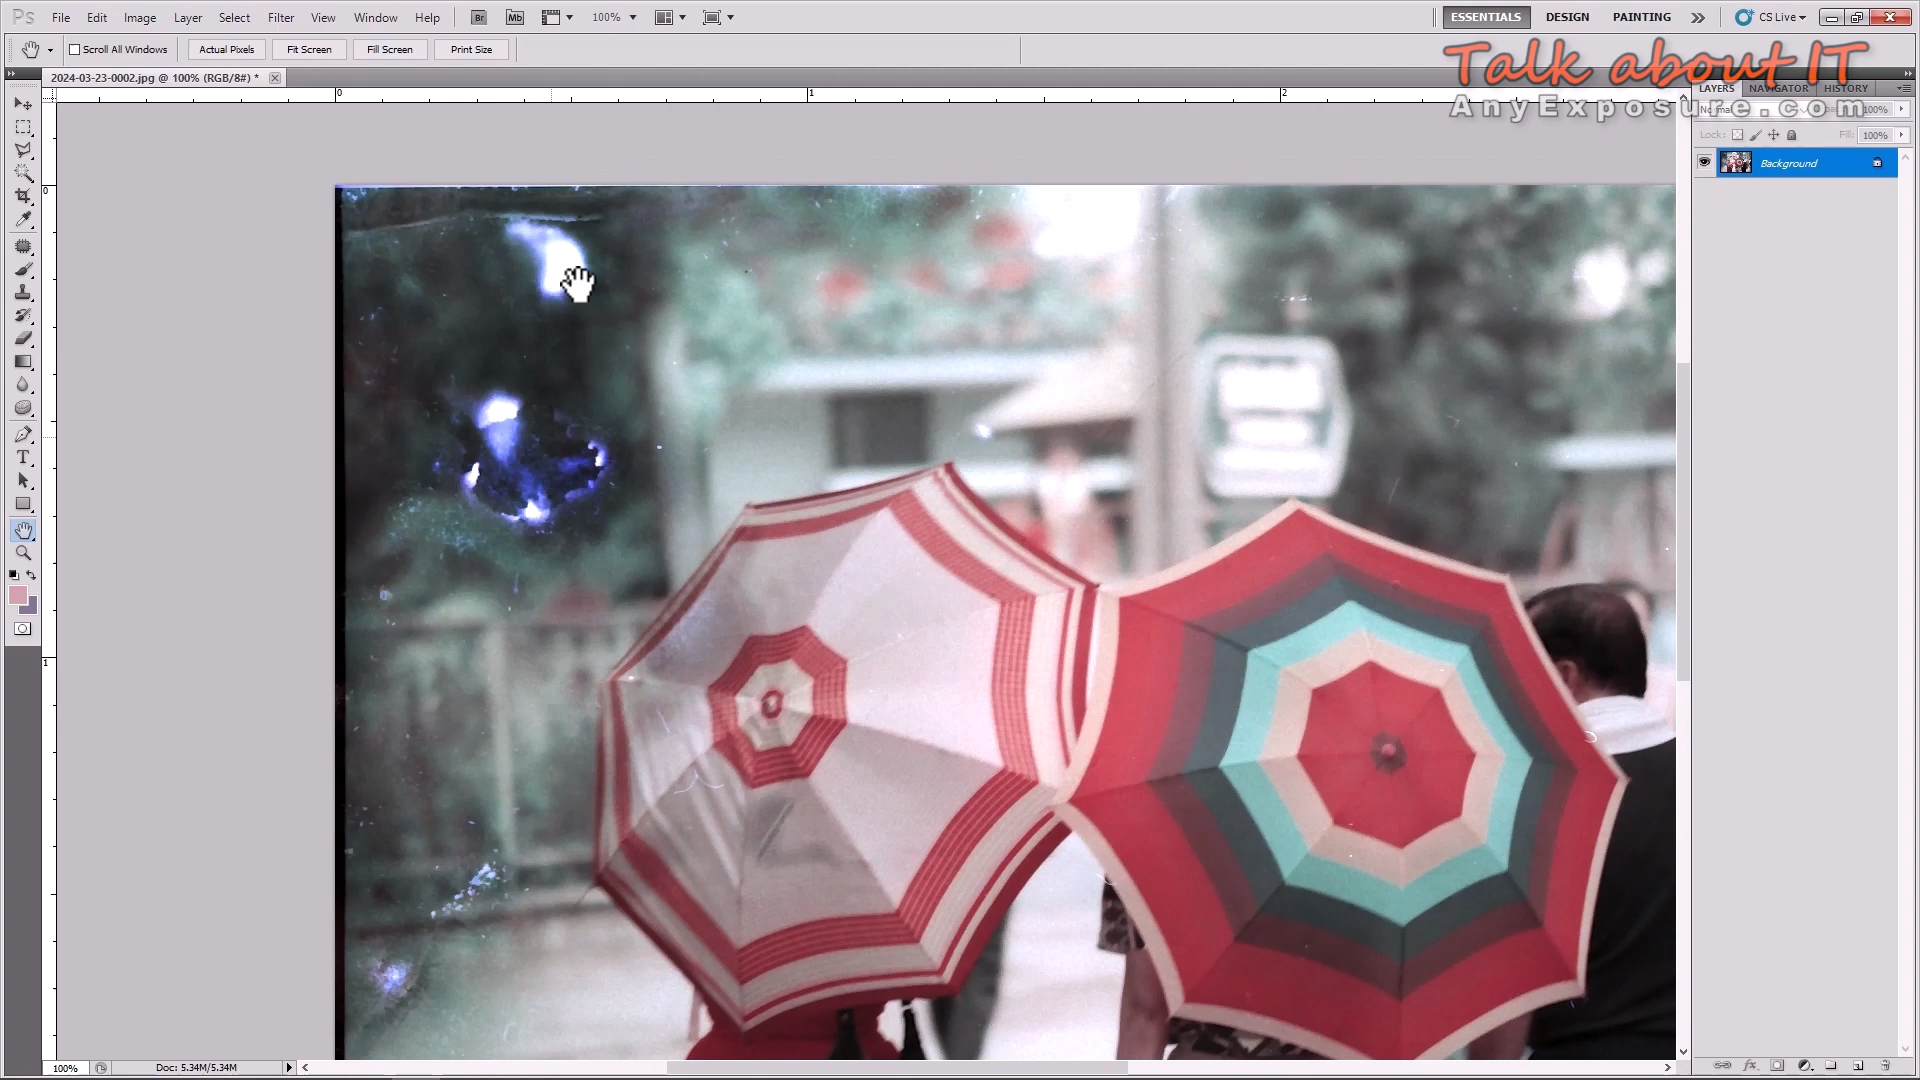 Ps File Edit Image Layer Select Filter View Window Help Br Mb 100% ESSENTIALS DESIGN PAINTING CS Live
Scroll All Windows Actual Pixels Fit Screen Fill Screen Print Size
Talk about IT
2024-03-23-0002.jpg @ 100% (RGB/8#) *
LAYERS NAVIGATOR HISTORY
AnyExposure.com
0 1 2
100%
Lock: Fill: 100%
Background
0
T
1
100% Doc: 5.34M/5.34M
fx